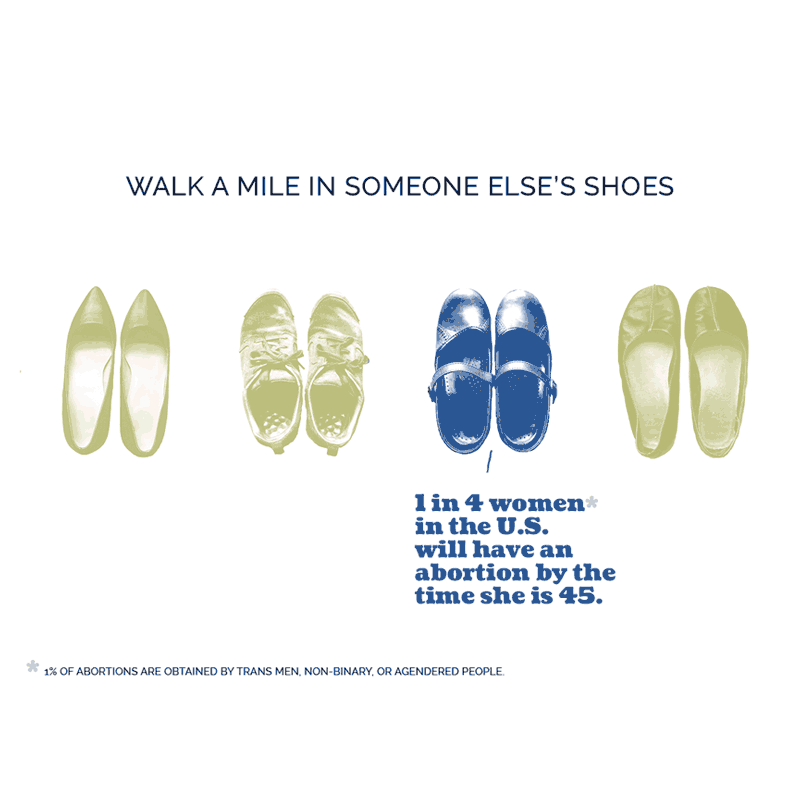 WALK A MILE IN SOMEONE ELSE'S SHOES
1 in 4 women*
in the U.S.
will have an
abortion by the
time she is 45.
* 1% OF ABORTIONS ARE OBTAINED BY TRANS MEN, NON-BINARY, OR AGENDERED PEOPLE.